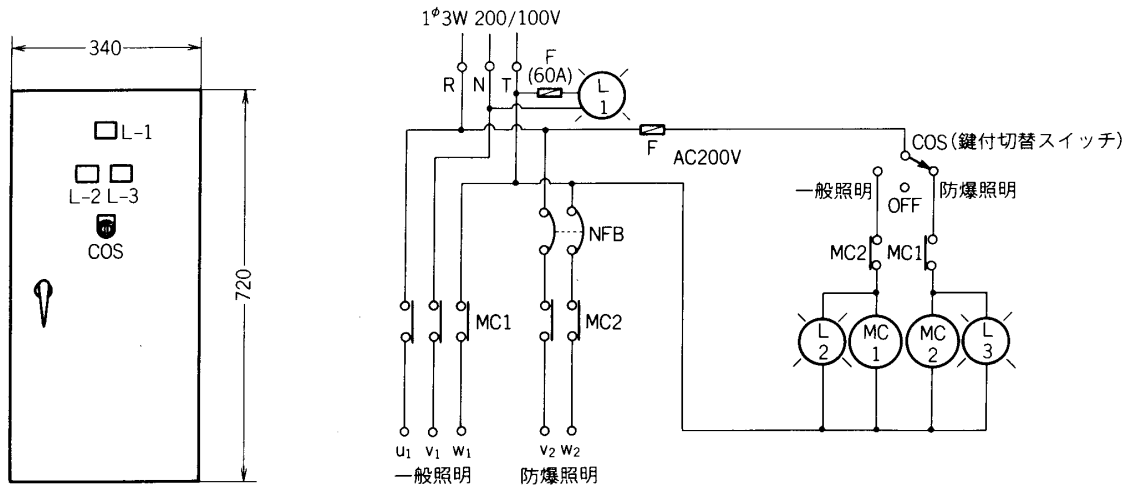 340
720
L-1
L-2 L-3
COS
1φ3W 200/100V
R N T
F
(60A)
L
1
F
AC200V
COS(鍵付切替スイッチ)
一般照明
OFF
防爆照明
NFB
MC2
MC1
MC1
MC2
L
2
MC
1
MC
2
L
3
u1 v1 w1
v2 w2
一般照明
防爆照明